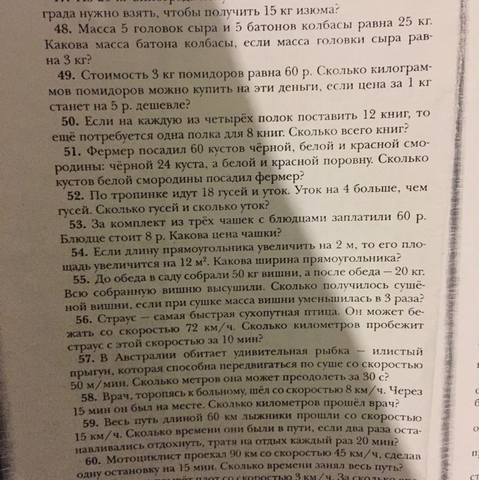 града нужно взять, чтобы получить 15 кг изюма?
48. Масса 5 головок сыра и 5 батонов колбасы равна 25 кг.
Какова масса батона колбасы, если масса головки сыра рав-
на 3 кг?
49. Стоимость 3 кг помидоров равна 60 р. Сколько килограм-
мов помидоров можно купить на эти деньги, если цена за 1 кг
станет на 5 р. дешевле?
50. Если на каждую из четырёх полок поставить 12 книг, то
ещё потребуется одна полка для 8 книг. Сколько всего книг?
51. Фермер посадил 60 кустов чёрной, белой и красной смо-
родины: чёрной 24 куста, а белой и красной поровну. Сколько
кустов белой смородины посадил фермер?
52. По тропинке идут 18 гусей и уток. Уток на 4 больше, чем
гусей. Сколько гусей и сколько уток?
53. За комплект из трёх чашек с блюдцами заплатили 60 р.
Блюдце стоит 8 р. Какова цена чашки?
54. Если длину прямоугольника увеличить на 2 м, то его пло-
щадь увеличится на 12 м². Какова ширина прямоугольника?
55. До обеда в саду собрали 50 кг вишни, а после обеда – 20 кг.
Всю собранную вишню высушили. Сколько получилось сушё-
ной вишни, если при сушке масса вишни уменьшилась в 3 раза?
56. Страус – самая быстрая сухопутная птица. Он может бе-
жать со скоростью 72 км/ч. Сколько километров пробежит
страус с этой скоростью за 10 мин?
57. В Австралии обитает удивительная рыбка – илистый
прыгун, которая способна передвигаться по суше со скоростью
50 м/мин. Сколько метров она может преодолеть за 30 с?
58. Врач, торопясь к больному, шёл со скоростью 8 км/ч. Через
15 мин он был на месте. Сколько километров прошёл врач?
59. Весь путь длиной 60 км лыжники прошли со скоростью
15 км/ч. Сколько времени они были в пути, если два раза оста-
навливались отдохнуть, тратя на отдых каждый раз 20 мин?
60. Мотоциклист проехал 90 км со скоростью 45 км/ч, сделав
одну остановку на 15 мин. Сколько времени занял весь путь?
плот со скоростью 3 км/ч. За сколько